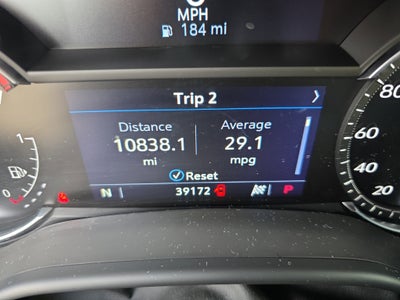 MPH
184 mi
Trip 2
Distance Average
10838.1 29.1
mi mpg
Reset
N 39172 P
1
0
80
60
40
20